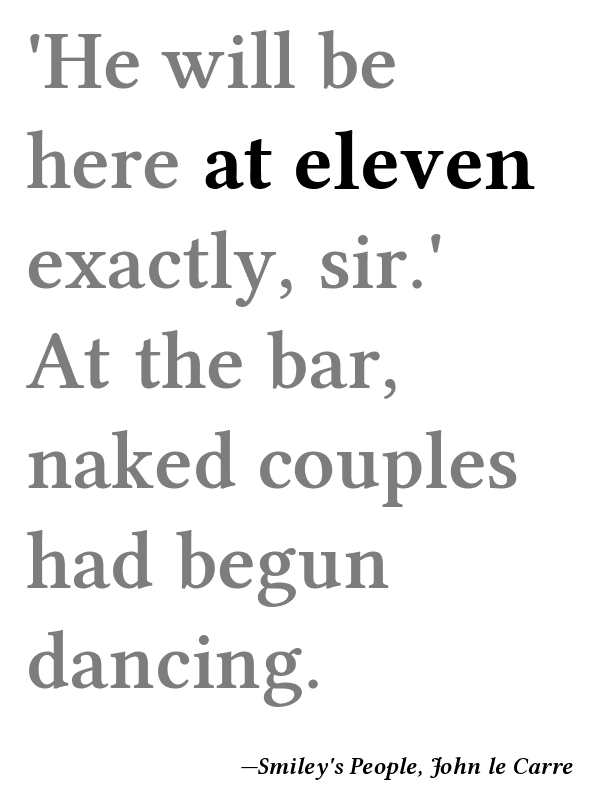 'He will be
here at eleven
exactly, sir.'
At the bar,
naked couples
had begun
dancing.
—Smiley's People, John le Carre